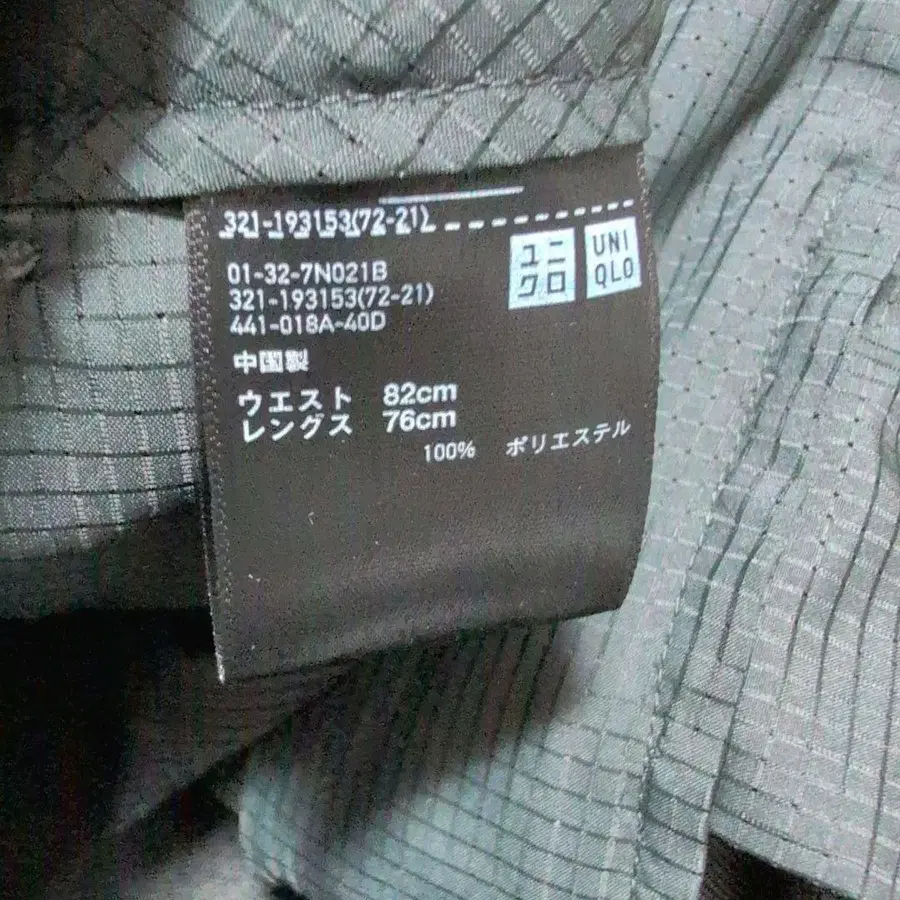 321-193153(72-21)
ユニクロ
UNIQLO
01-32-7N021B
321-193153(72-21)
441-018A-40D
中国製
ウエスト 82cm
レングス 76cm
100% ポリエステル